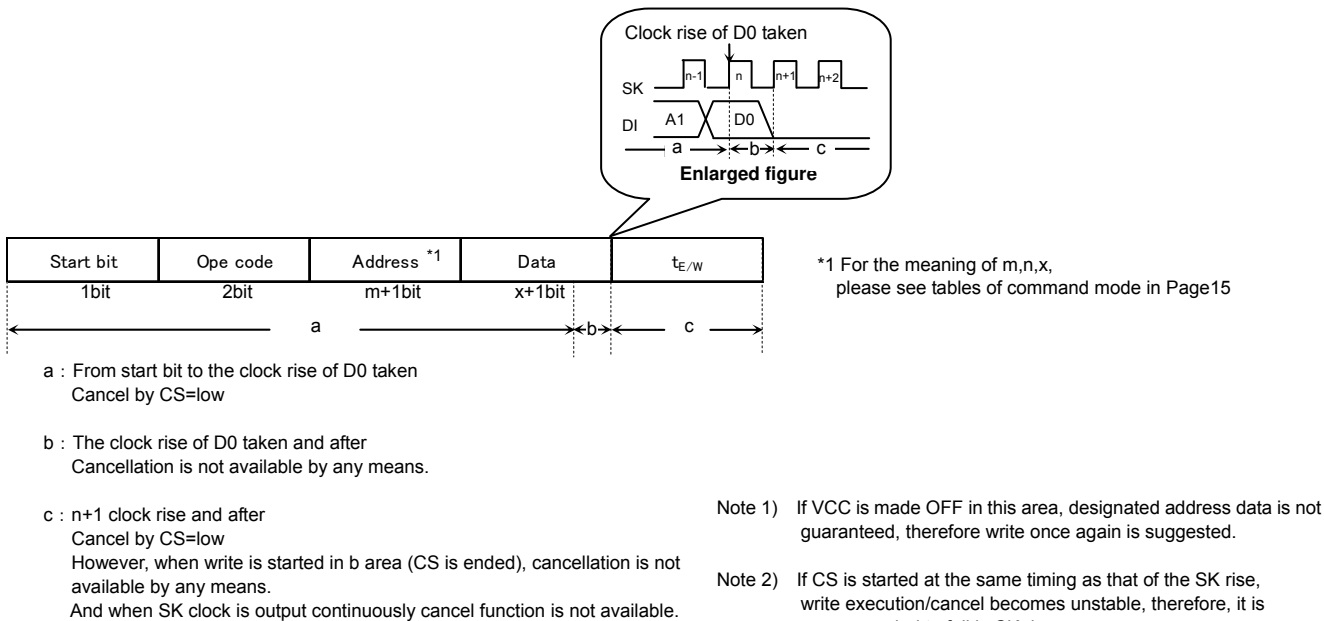 Clock rise of D0 taken
SK
n-1
n
n+1
n+2
DI
A1
D0
a
b
c
Enlarged figure
Start bit
Ope code
Address *1
Data
tE/W
1bit
2bit
m+1bit
x+1bit
a
b
c
*1 For the meaning of m,n,x,
please see tables of command mode in Page15
a : From start bit to the clock rise of D0 taken
Cancel by CS=low
b : The clock rise of D0 taken and after
Cancellation is not available by any means.
c : n+1 clock rise and after
Cancel by CS=low
However, when write is started in b area (CS is ended), cancellation is not
available by any means.
And when SK clock is output continuously cancel function is not available.
Note 1) If VCC is made OFF in this area, designated address data is not
guaranteed, therefore write once again is suggested.
Note 2) If CS is started at the same timing as that of the SK rise,
write execution/cancel becomes unstable, therefore, it is